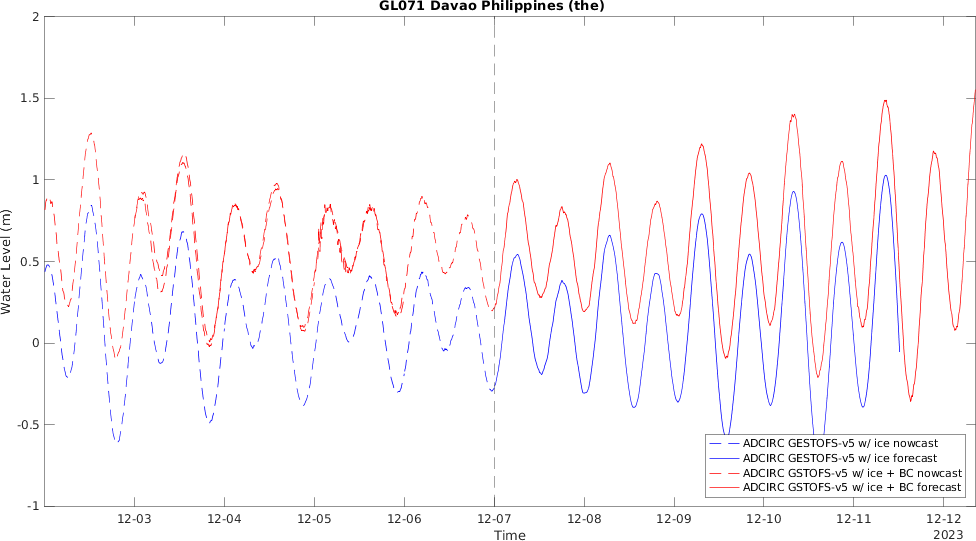 GL071 Davao Philippines (the)
2
1.5
1
0.5
0
-0.5
-1
Water Level (m)
12-03
12-04
12-05
12-06
12-07
12-08
12-09
12-10
12-11
12-12
2023
Time
ADCIRC GESTOFS-v5 w/ ice nowcast
ADCIRC GESTOFS-v5 w/ ice forecast
ADCIRC GSTOFS-v5 w/ ice + BC nowcast
ADCIRC GSTOFS-v5 w/ ice + BC forecast